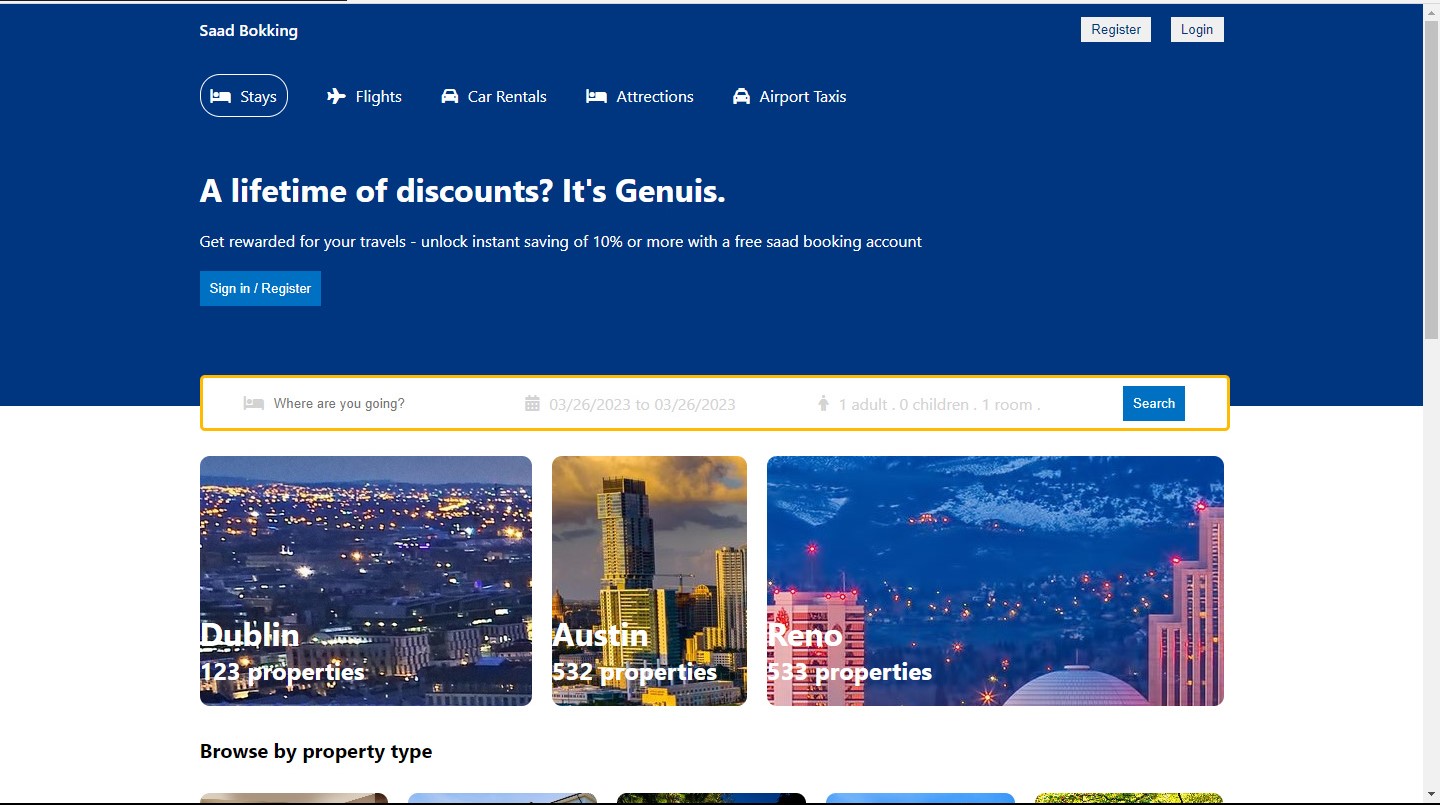 Saad Bokking
Register
Login
Stays
Flights
Car Rentals
Attrections
Airport Taxis
A lifetime of discounts? It's Genuis.
Get rewarded for your travels - unlock instant saving of 10% or more with a free saad booking account
Sign in / Register
Where are you going?
03/26/2023 to 03/26/2023
1 adult . 0 children . 1 room .
Search
Dublin
123 properties
Austin
532 properties
Reno
533 properties
Browse by property type